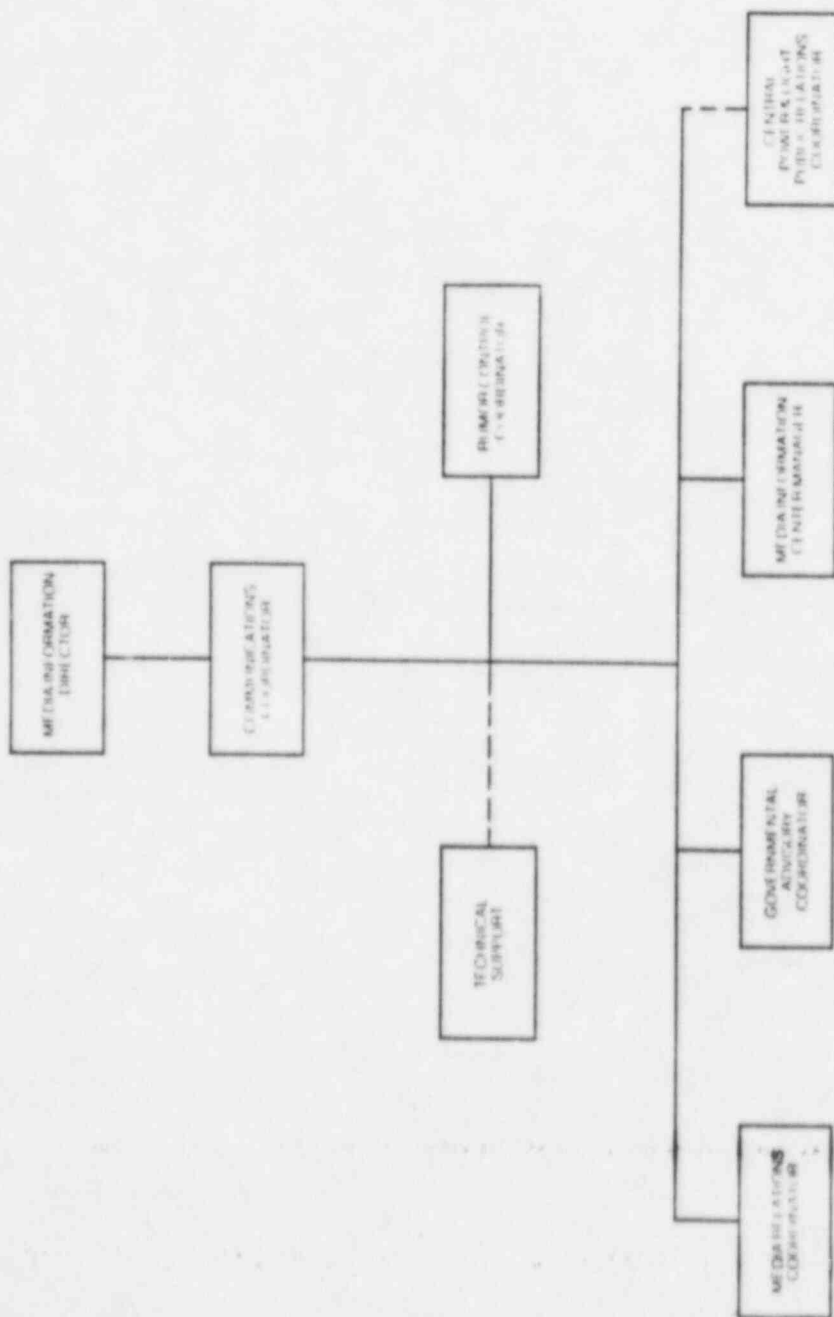 MEDIA INFORMATION
DIRECTOR
COMMUNICATIONS
COORDINATOR
TECHNICAL
SUPPORT
RUMOR CONTROL
COORDINATOR
MEDIA RELATIONS
COORDINATOR
GOVERNMENTAL
ADVISORY
COORDINATOR
MEDIA INFORMATION
CENTER MANAGER
CENTRAL
POWER & LIGHT
PUBLIC RELATIONS
COORDINATOR